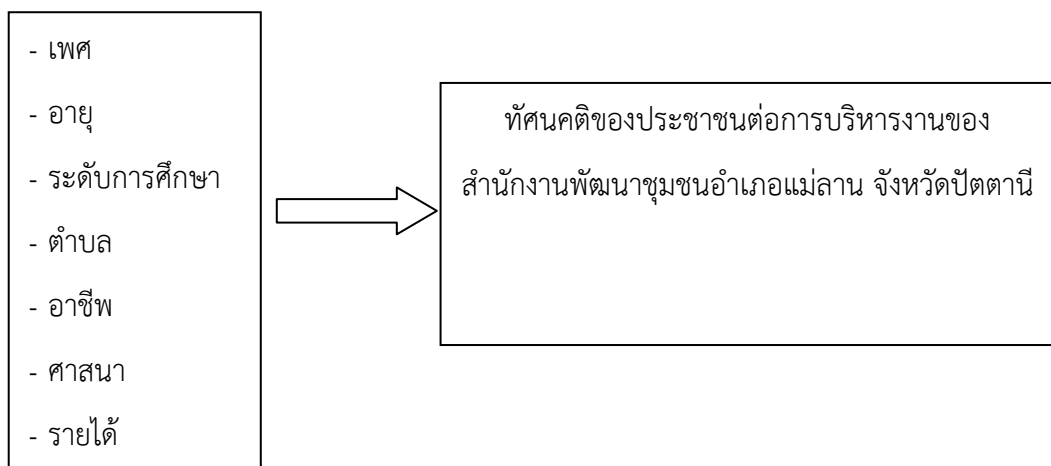 - เพศ
- อายุ
- ระดับการศึกษา
- ตำบล
- อาชีพ
- ศาสนา
- รายได้
ทัศนคติของประชาชนต่อการบริหารงานของ
สำนักงานพัฒนาชุมชนอำเภอแม่ลาน จังหวัดปัตตานี